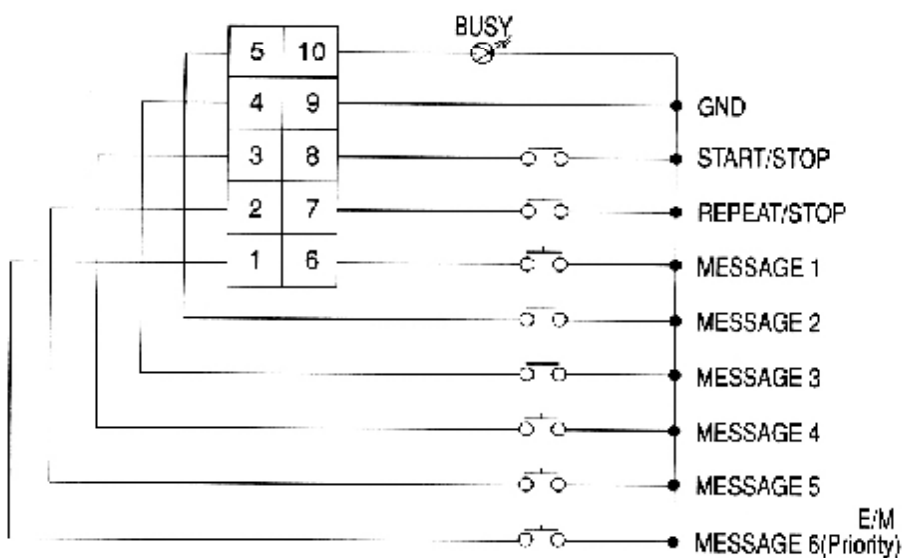 BUSY
5 10
4 9
GND
3 8
START/STOP
2 7
REPEAT/STOP
1 6
MESSAGE 1
MESSAGE 2
MESSAGE 3
MESSAGE 4
MESSAGE 5
E/M
MESSAGE 6(Priority)